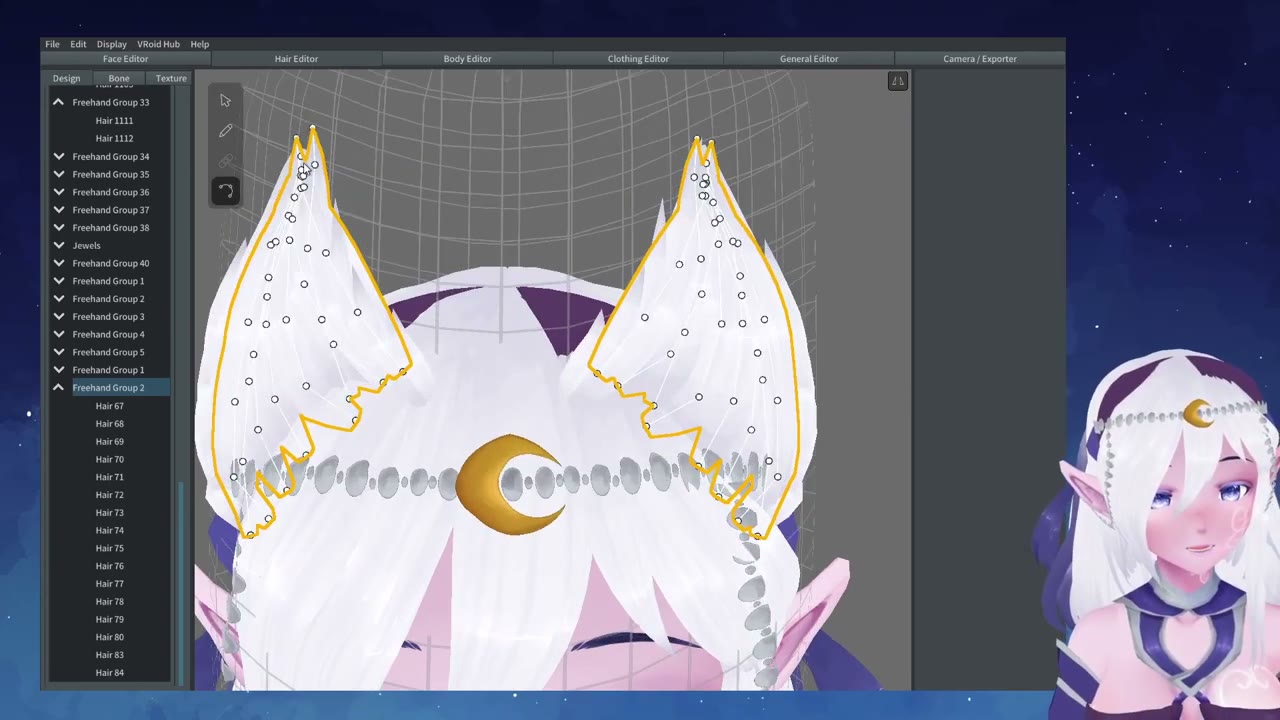 File Edit Display VRoid Hub Help
Face Editor Hair Editor Body Editor Clothing Editor General Editor Camera / Exporter
Design Bone Texture
Freehand Group 33
Hair 1111
Hair 1112
Freehand Group 34
Freehand Group 35
Freehand Group 36
Freehand Group 37
Freehand Group 38
Jewels
Freehand Group 40
Freehand Group 1
Freehand Group 2
Freehand Group 3
Freehand Group 4
Freehand Group 5
Freehand Group 1
Freehand Group 2
Hair 67
Hair 68
Hair 69
Hair 70
Hair 71
Hair 72
Hair 73
Hair 74
Hair 75
Hair 76
Hair 77
Hair 78
Hair 79
Hair 80
Hair 83
Hair 84